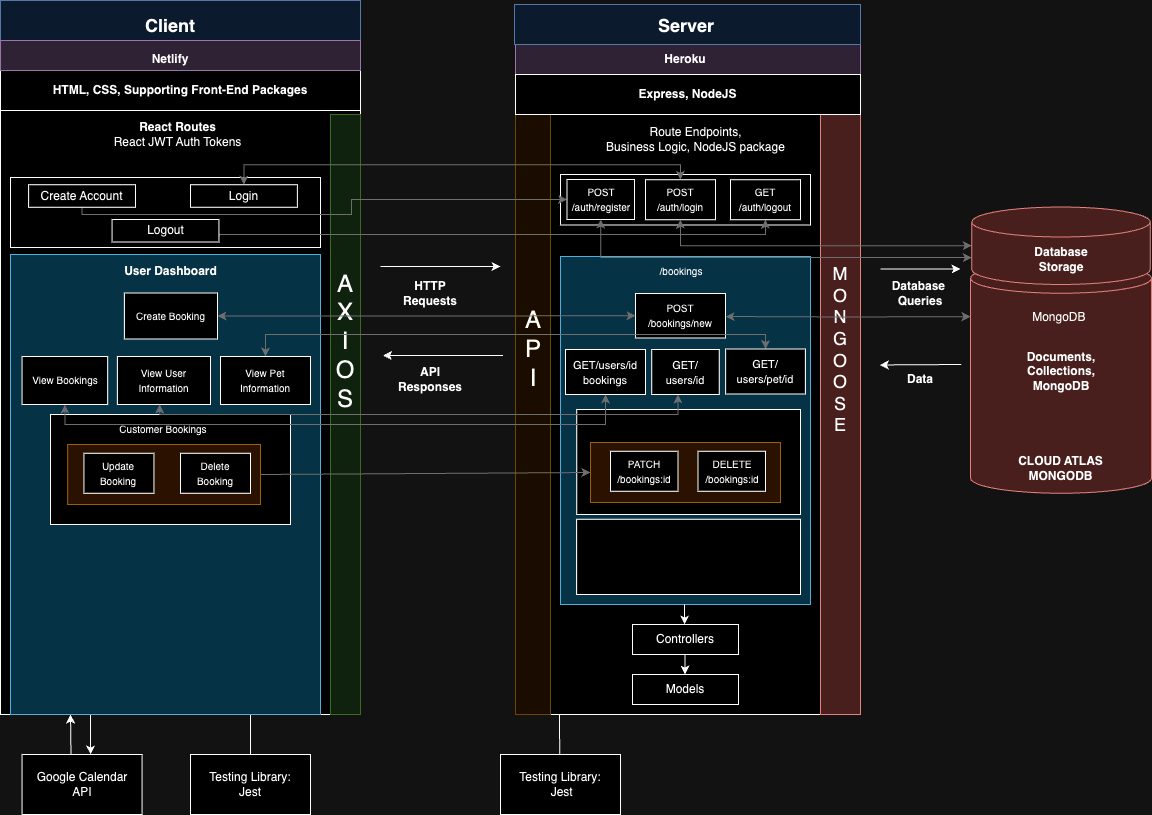 Client
Netlify
HTML, CSS, Supporting Front-End Packages
React Routes
React JWT Auth Tokens
Create Account
Login
Logout
User Dashboard
Create Booking
View Bookings
View User
Information
View Pet
Information
Customer Bookings
Update
Booking
Delete
Booking
A
X
I
O
S
Google Calendar
API
Testing Library:
Jest
HTTP
Requests
API
Responses
Server
Heroku
Express, NodeJS
A
P
I
Route Endpoints,
Business Logic, NodeJS package
POST
/auth/register
POST
/auth/login
GET
/auth/logout
/bookings
POST
/bookings/new
GET/users/id
bookings
GET/
users/id
GET/
users/pet/id
PATCH
/bookings:id
DELETE
/bookings:id
Controllers
Models
M
O
N
G
O
O
S
E
Testing Library:
Jest
Database
Queries
Data
Database
Storage
MongoDB
Documents,
Collections,
MongoDB
CLOUD ATLAS
MONGODB